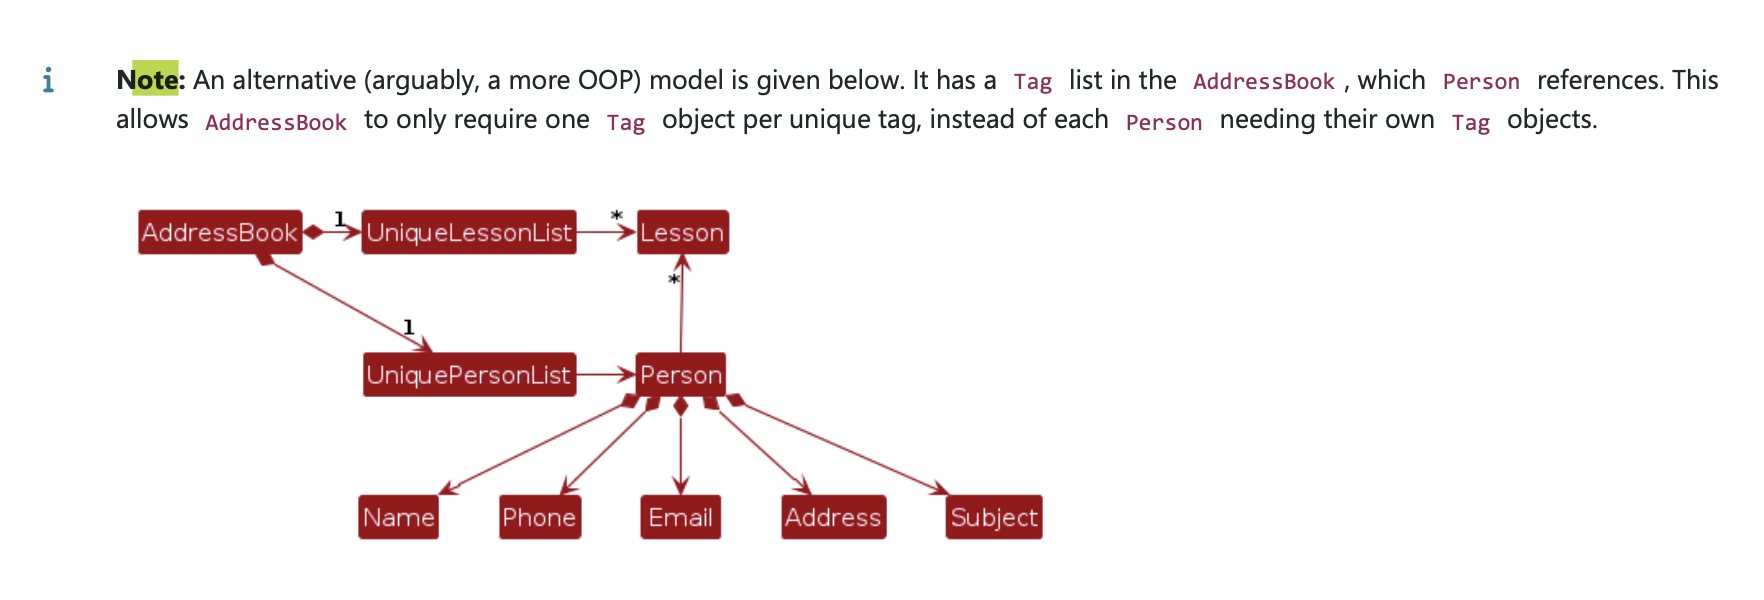 Note: An alternative (arguably, a more OOP) model is given below. It has a Tag list in the AddressBook , which Person references. This
allows AddressBook to only require one Tag object per unique tag, instead of each Person needing their own Tag objects.
AddressBook 1 UniqueLessonList * Lesson
*
1
UniquePersonList Person
Name Phone Email Address Subject